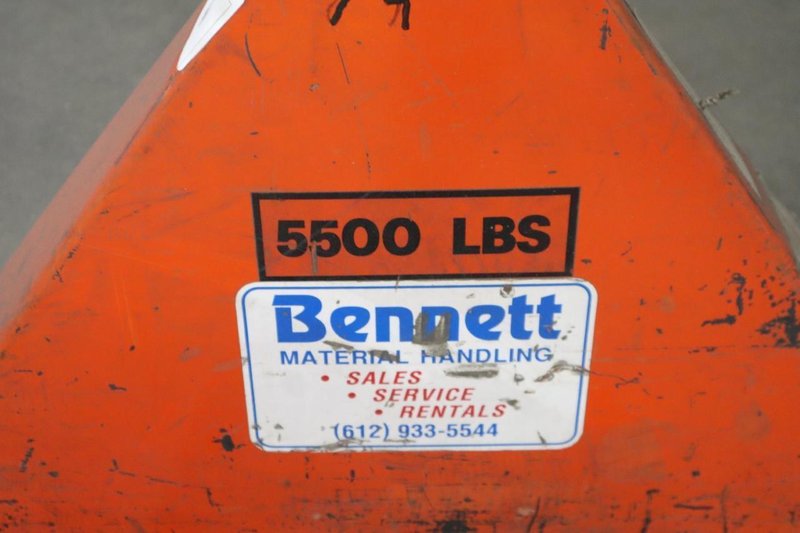 5500 LBS
Bennett
MATERIAL HANDLING
• SALES
• SERVICE
• RENTALS
(612) 933-5544